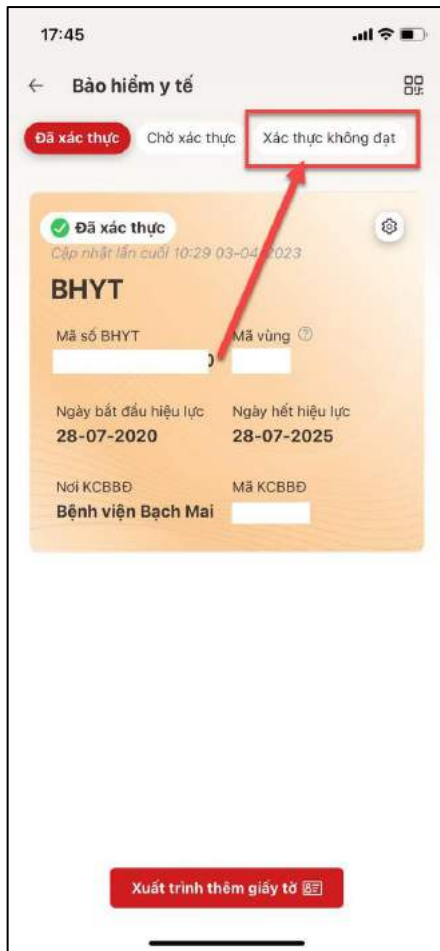 17:45
Bảo hiểm y tế
Đã xác thực Chờ xác thực Xác thực không đạt
Đã xác thực
Cập nhật lần cuối 10:29 03-04-2023
BHYT
Mã số BHYT Mã vùng
Ngày bắt đầu hiệu lực Ngày hết hiệu lực
28-07-2020 28-07-2025
Nơi KCBBĐ Mã KCBBĐ
Bệnh viện Bạch Mai
Xuất trình thêm giấy tờ